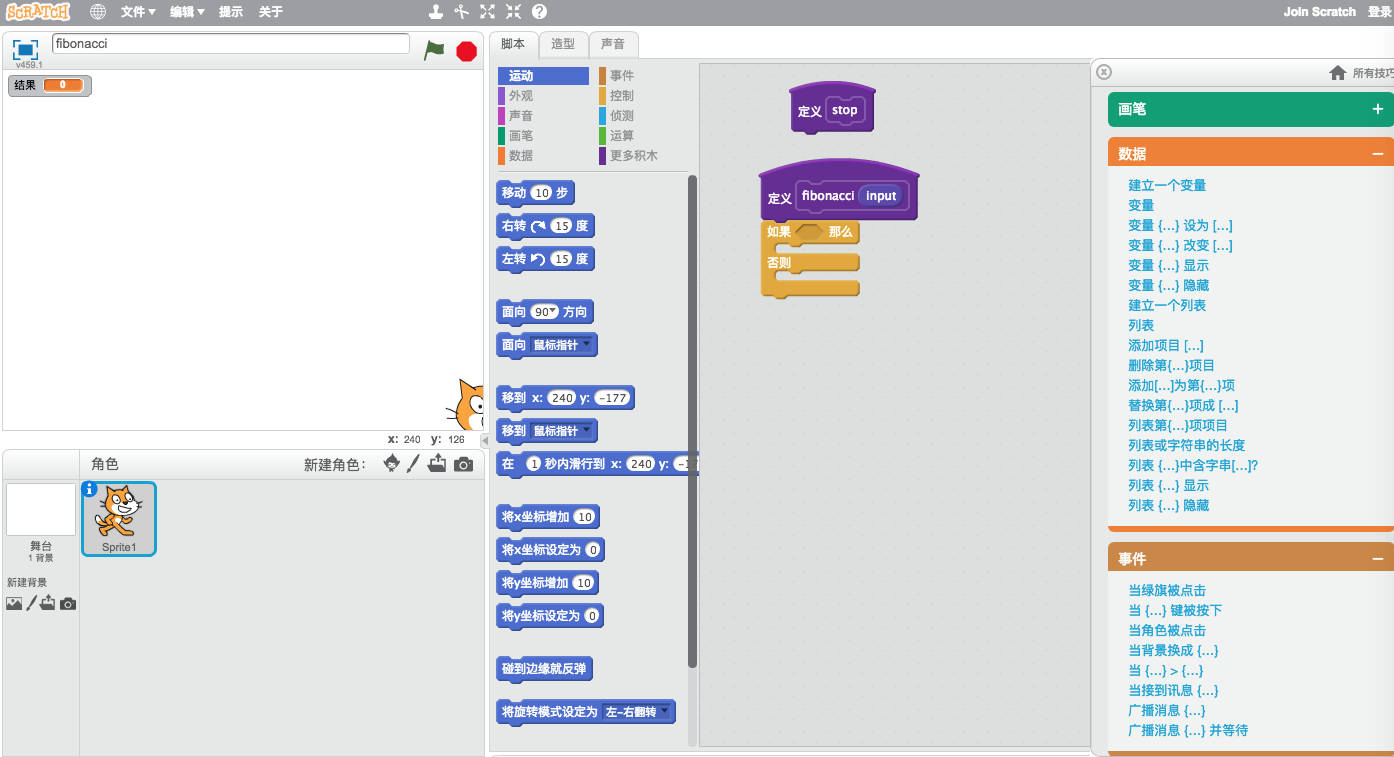 SCRATCH 文件▼ 编辑▼ 提示 关于 Join Scratch 登录
v459.1
fibonacci
结果 0
x: 240 y: 126
角色 新建角色：
舞台
1 背景
新建背景
Sprite1
脚本 造型 声音
运动 事件
外观 控制
声音 侦测
画笔 运算
数据 更多积木
移动 10 步
右转 15 度
左转 15 度
面向 90▼ 方向
面向 鼠标指针
移到 x: 240 y: -177
移到 鼠标指针
在 1 秒内滑行到 x: 240 y: -17
将x坐标增加 10
将x坐标设定为 0
将y坐标增加 10
将y坐标设定为 0
碰到边缘就反弹
将旋转模式设定为 左-右翻转
定义 stop
定义 fibonacci input
如果 那么
否则
所有技巧
画笔 +
数据 −
建立一个变量
变量
变量 {...} 设为 [...]
变量 {...} 改变 [...]
变量 {...} 显示
变量 {...} 隐藏
建立一个列表
列表
添加项目 [...]
删除第{...}项目
添加[...]为第{...}项
替换第{...}项成 [...]
列表第{...}项项目
列表或字符串的长度
列表 {...}中含字串[...]?
列表 {...} 显示
列表 {...} 隐藏
事件 −
当绿旗被点击
当 {...} 键被按下
当角色被点击
当背景换成 {...}
当 {...} > {...}
当接到讯息 {...}
广播消息 {...}
广播消息 {...} 并等待